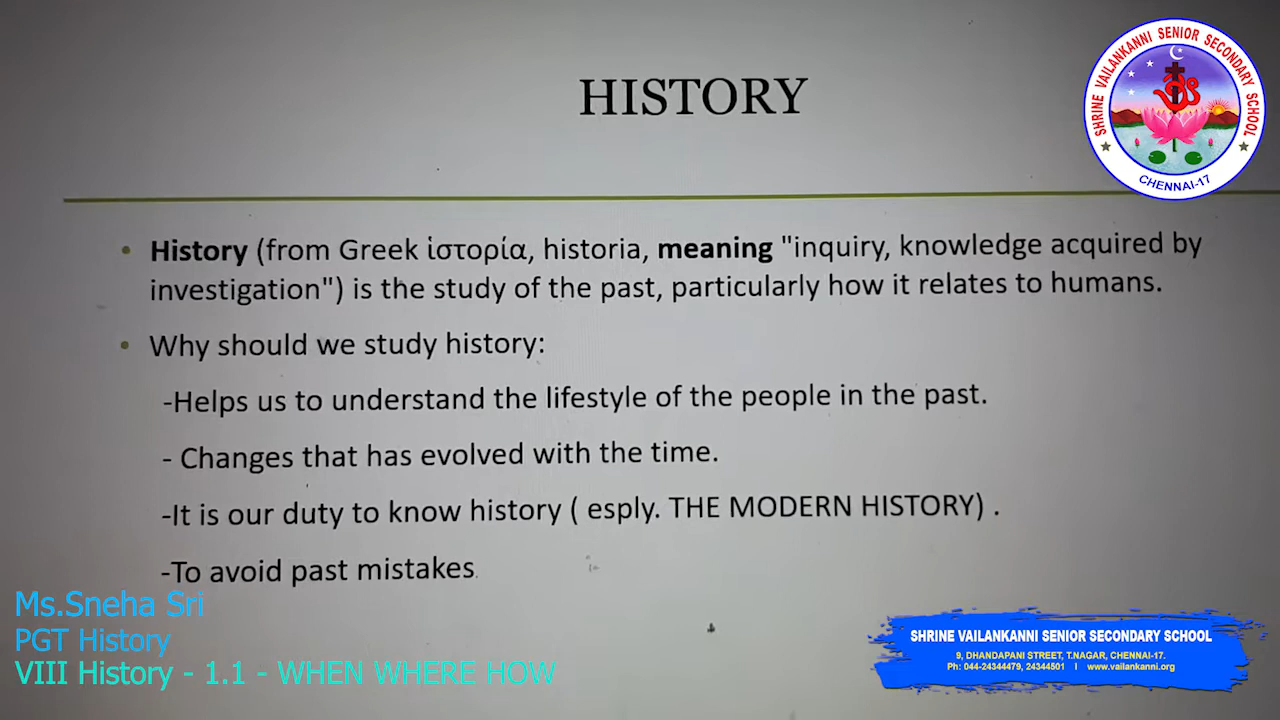 HISTORY
SHRINE VAILANKANNI SENIOR SECONDARY SCHOOL
CHENNAI-17
• History (from Greek ἱστορία, historia, meaning "inquiry, knowledge acquired by
investigation") is the study of the past, particularly how it relates to humans.
• Why should we study history:
-Helps us to understand the lifestyle of the people in the past.
- Changes that has evolved with the time.
-It is our duty to know history ( esply. THE MODERN HISTORY) .
-To avoid past mistakes.
Ms.Sneha Sri
PGT History
VIII History - 1.1 - WHEN WHERE HOW
SHRINE VAILANKANNI SENIOR SECONDARY SCHOOL
9, DHANDAPANI STREET, T.NAGAR, CHENNAI-17.
Ph: 044-24344479, 24344501 I www.vailankanni.org